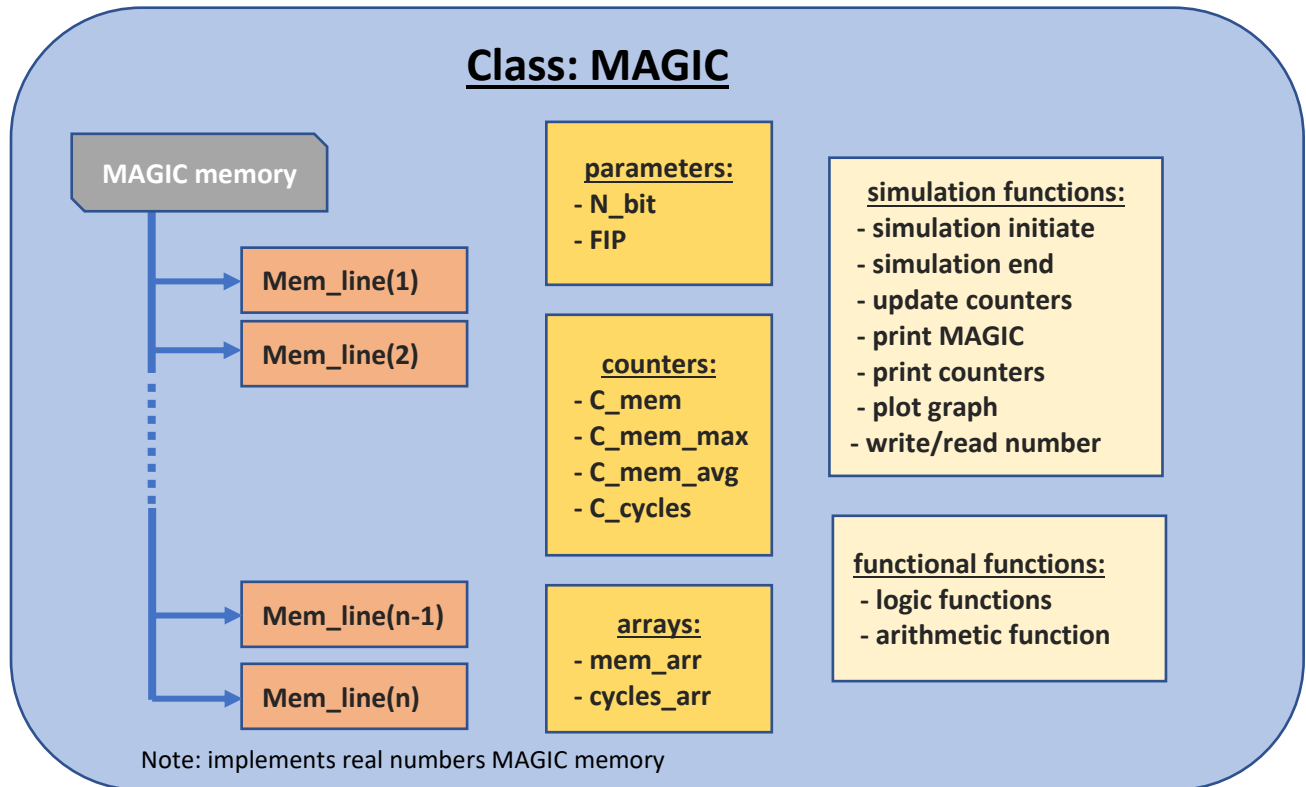 Class: MAGIC
MAGIC memory
Mem_line(1)
Mem_line(2)
Mem_line(n-1)
Mem_line(n)
parameters:
- N_bit
- FIP
counters:
- C_mem
- C_mem_max
- C_mem_avg
- C_cycles
arrays:
- mem_arr
- cycles_arr
simulation functions:
- simulation initiate
- simulation end
- update counters
- print MAGIC
- print counters
- plot graph
- write/read number
functional functions:
- logic functions
- arithmetic function
Note: implements real numbers MAGIC memory